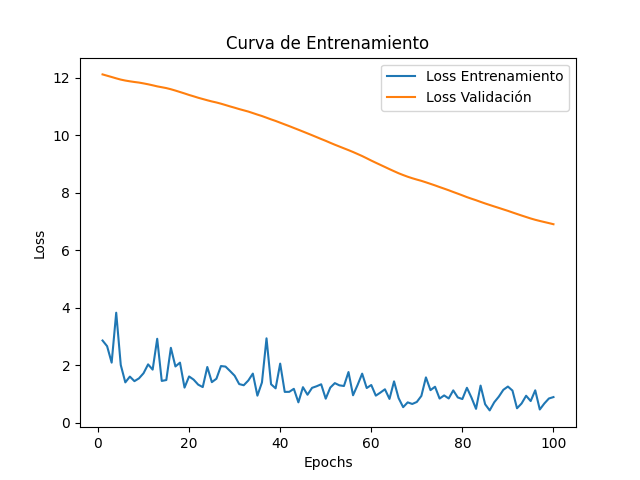 Curva de Entrenamiento
Loss Entrenamiento
Loss Validación
Loss
12
10
8
6
4
2
0
0 20 40 60 80 100
Epochs